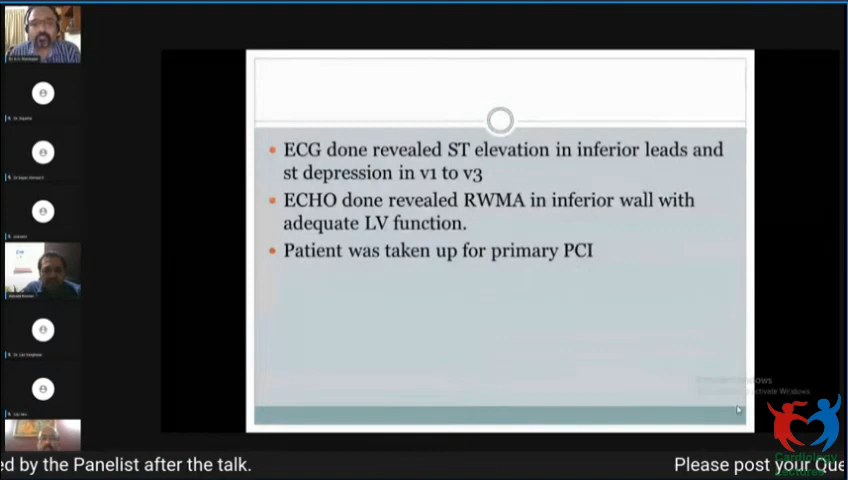 • ECG done revealed ST elevation in inferior leads and
st depression in v1 to v3
• ECHO done revealed RWMA in inferior wall with
adequate LV function.
• Patient was taken up for primary PCI
Cardiology
Lectures
ed by the Panelist after the talk.
Please post your Que